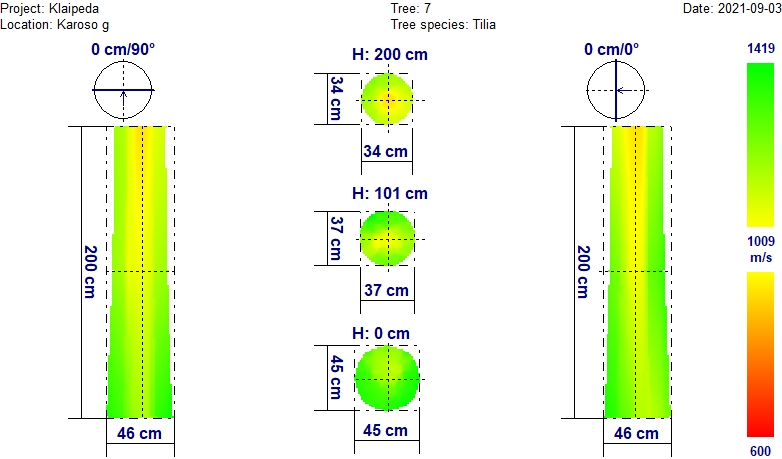 Project: Klaipeda
Tree: 7
Date: 2021-09-03
Location: Karoso g
Tree species: Tilia
0 cm/90°
H: 200 cm
0 cm/0°
1419
34 cm
34 cm
H: 101 cm
37 cm
37 cm
200 cm
200 cm
1009
m/s
H: 0 cm
45 cm
46 cm
45 cm
46 cm
600